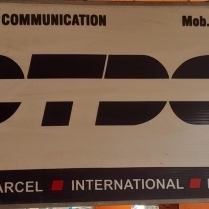 COMMUNICATION Mob.
DTDC
ARCEL ■ INTERNATIONAL ■